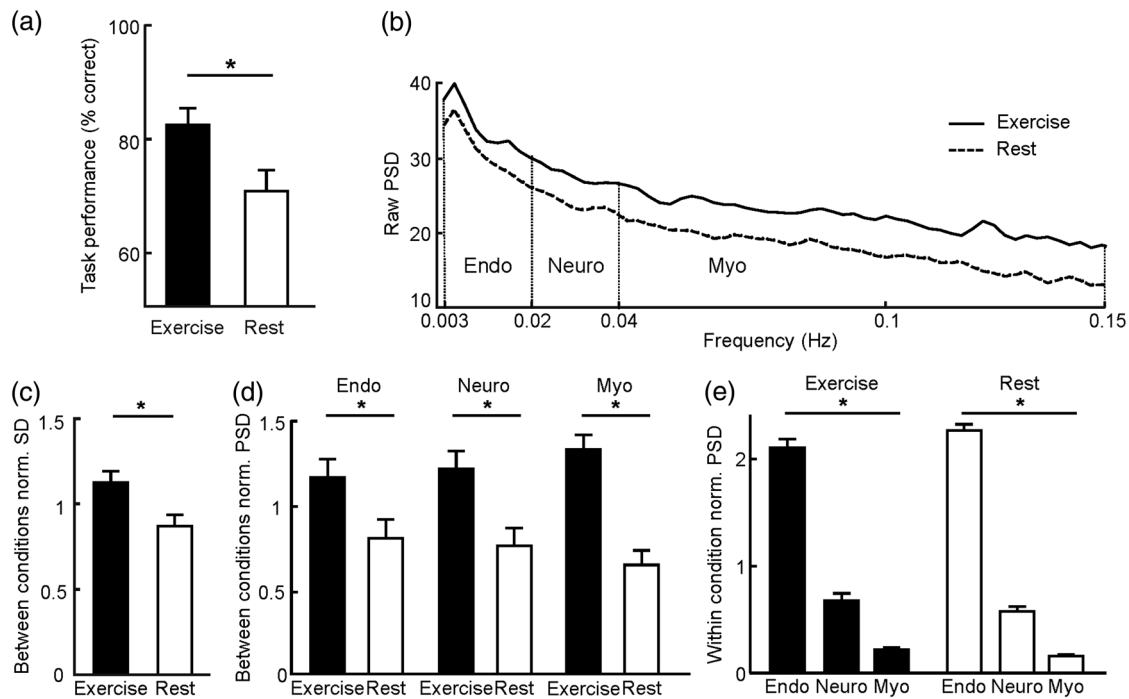 (a)
Task performance (% correct)
100
80
60
*
Exercise Rest
(b)
Raw PSD
40
30
20
10
Exercise
Rest
Endo Neuro Myo
0.003 0.02 0.04 0.1 0.15
Frequency (Hz)
(c)
Between conditions norm. SD
1.5
1
0.5
0
*
Exercise Rest
(d)
Between conditions norm. PSD
1.5
1
0.5
0
Endo Neuro Myo
* * *
Exercise Rest Exercise Rest Exercise Rest
(e)
Within condition norm. PSD
2
1
0
Exercise Rest
* *
Endo Neuro Myo Endo Neuro Myo